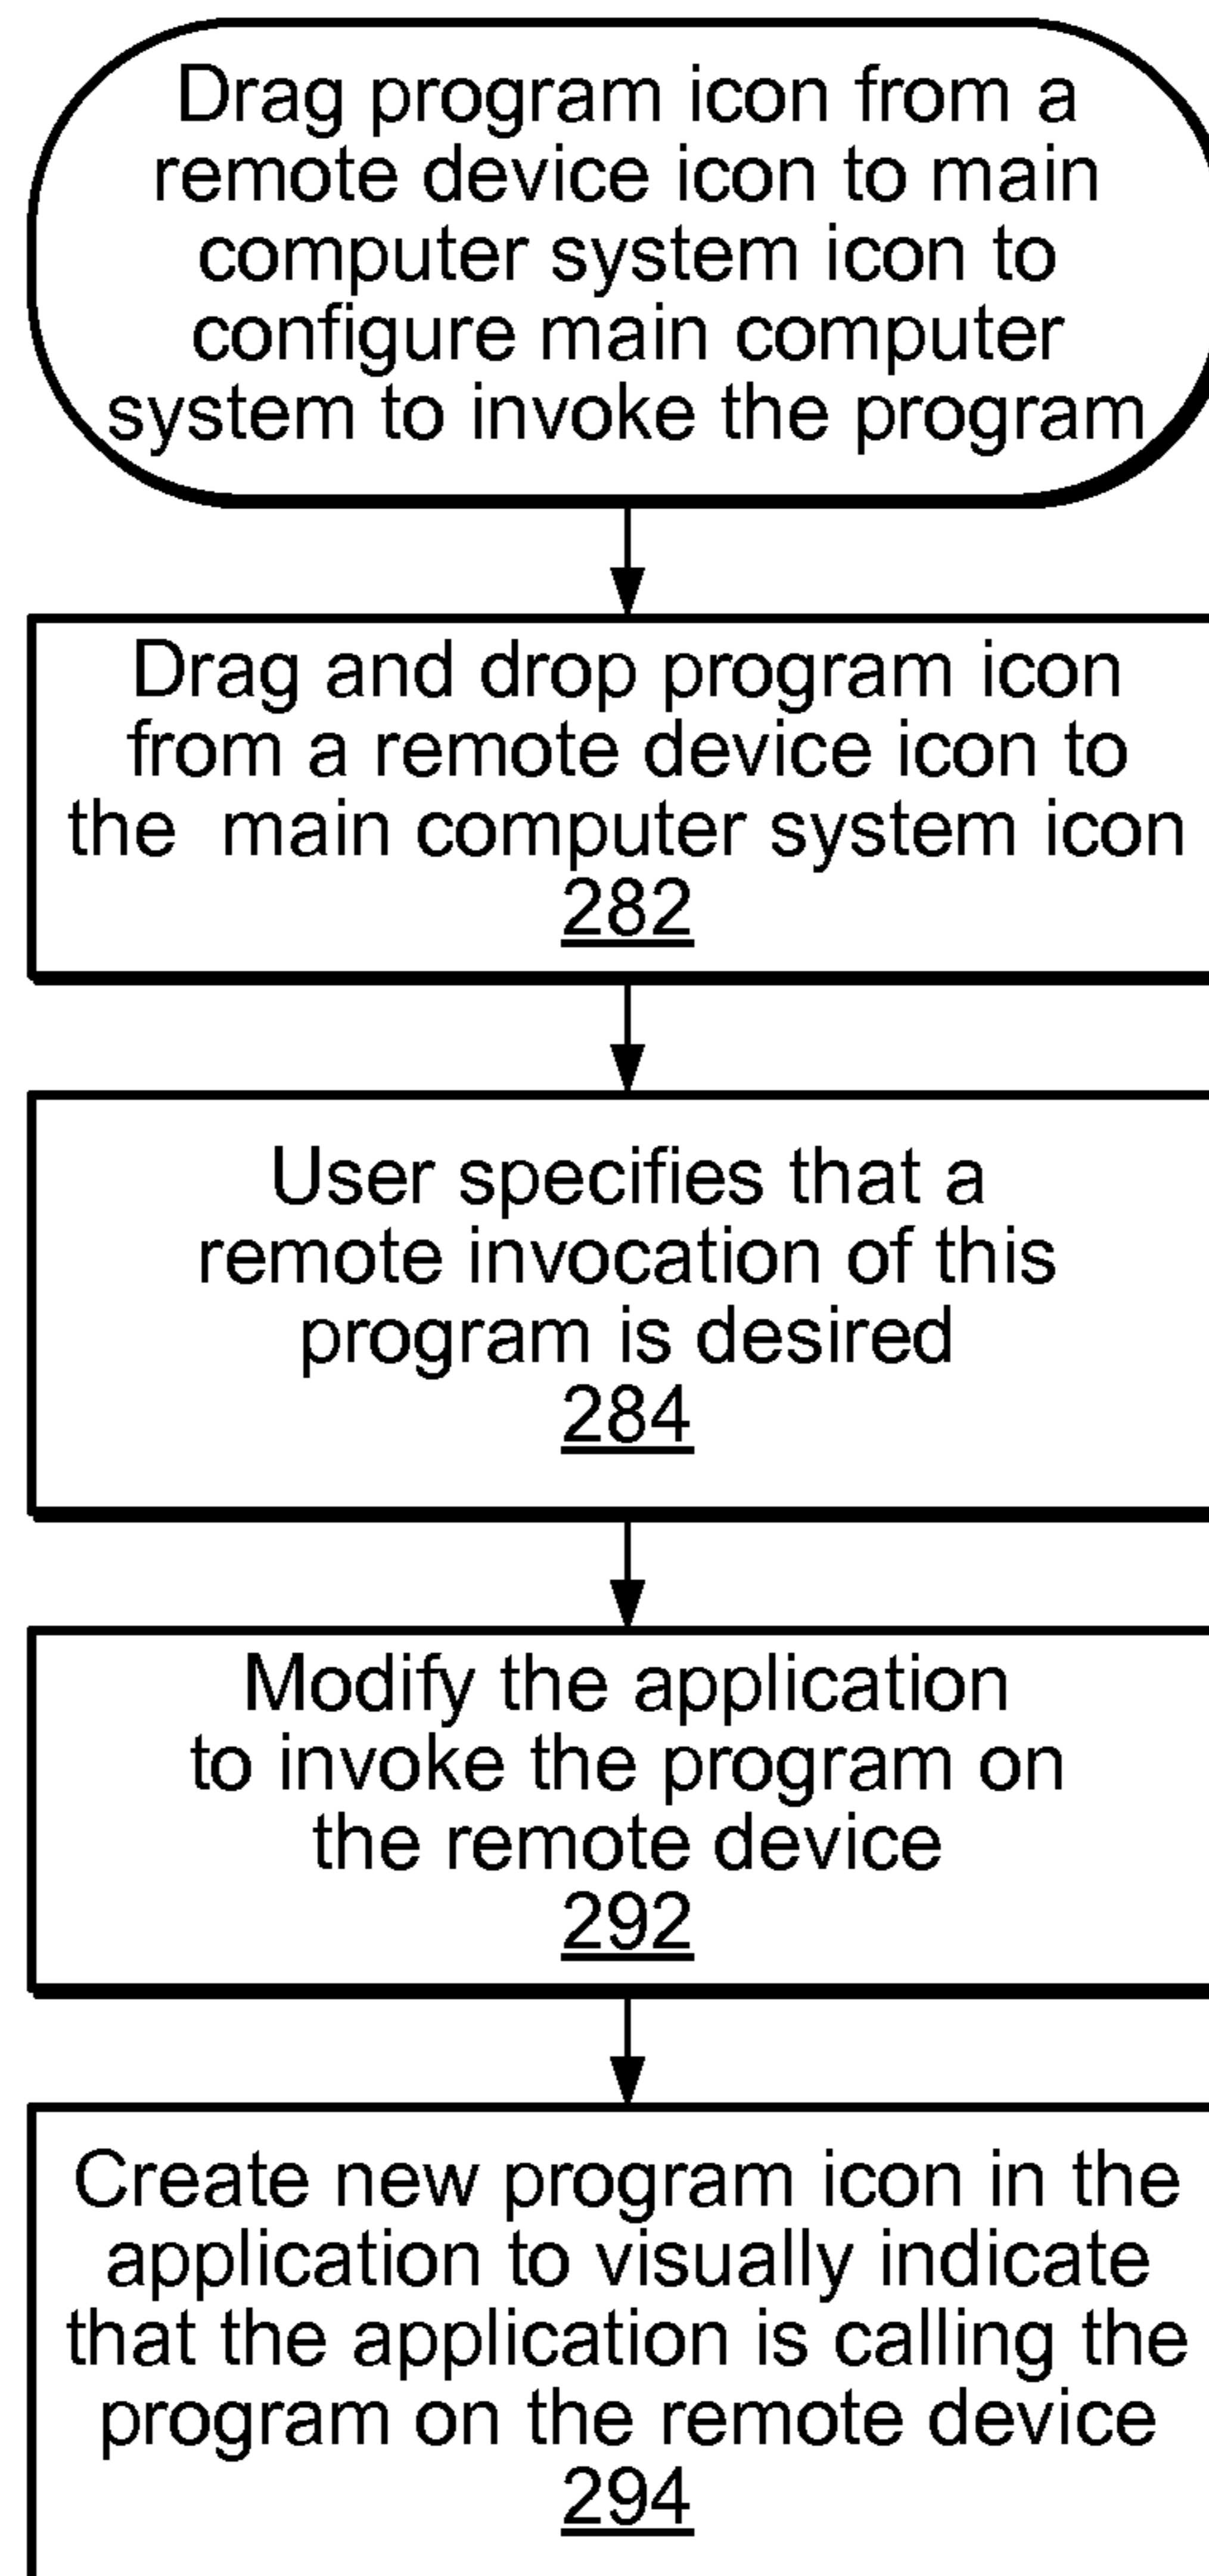 Drag program icon from a
remote device icon to main
computer system icon to
configure main computer
system to invoke the program
Drag and drop program icon
from a remote device icon to
the main computer system icon
282
User specifies that a
remote invocation of this
program is desired
284
Modify the application
to invoke the program on
the remote device
292
Create new program icon in the
application to visually indicate
that the application is calling the
program on the remote device
294